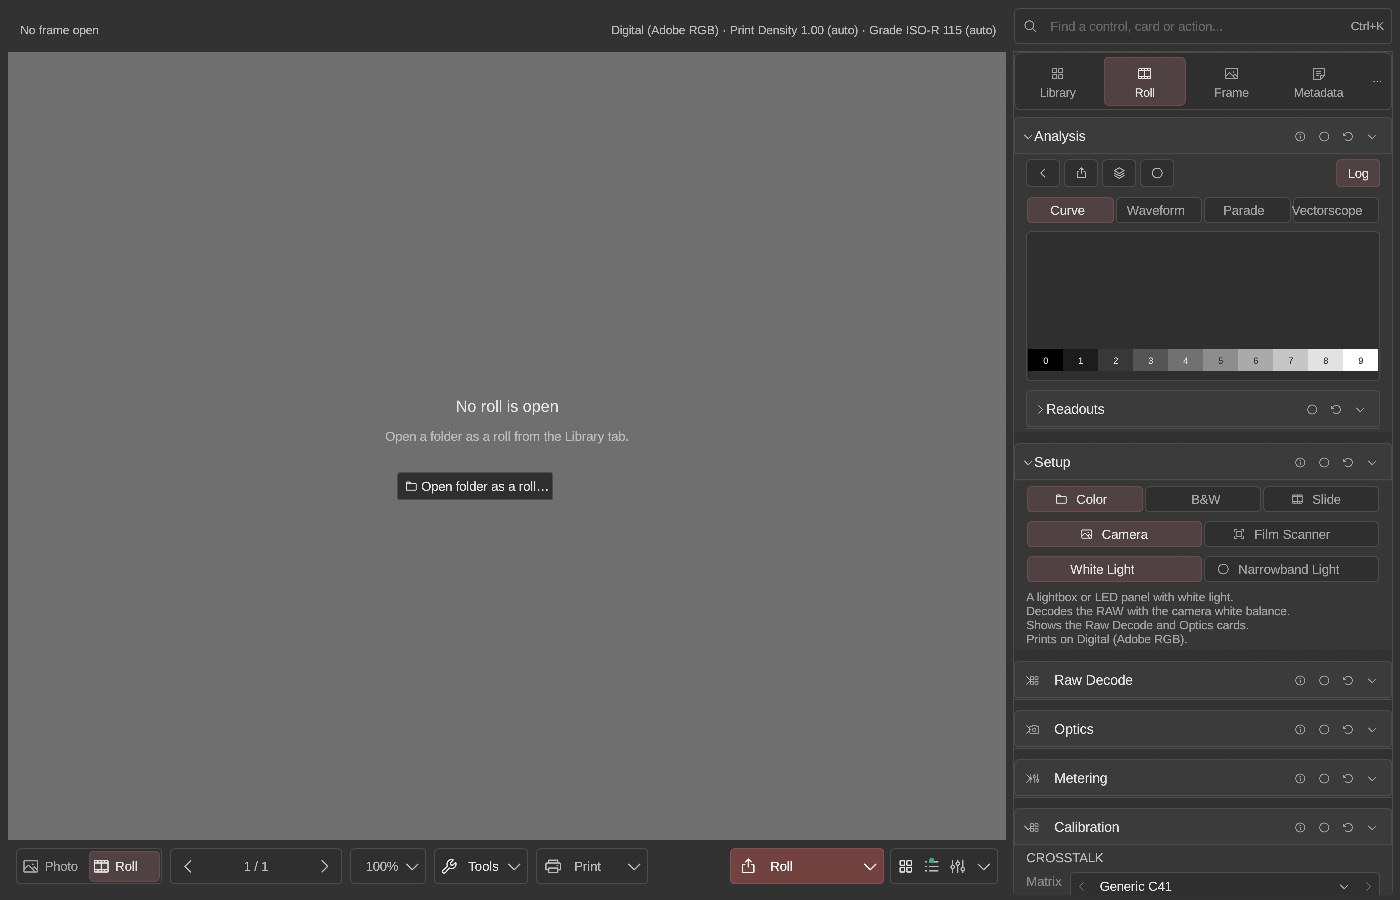 No frame open
Digital (Adobe RGB) · Print Density 1.00 (auto) · Grade ISO-R 115 (auto)
Find a control, card or action...
Ctrl+K
Library
Roll
Frame
Metadata
...
Analysis
Log
Curve
Waveform
Parade
Vectorscope
0 1 2 3 4 5 6 7 8 9
Readouts
No roll is open
Open a folder as a roll from the Library tab.
Open folder as a roll…
Setup
Color
B&W
Slide
Camera
Film Scanner
White Light
Narrowband Light
A lightbox or LED panel with white light.
Decodes the RAW with the camera white balance.
Shows the Raw Decode and Optics cards.
Prints on Digital (Adobe RGB).
Raw Decode
Optics
Metering
Calibration
CROSSTALK
Matrix
Generic C41
Photo
Roll
1 / 1
100%
Tools
Print
Roll